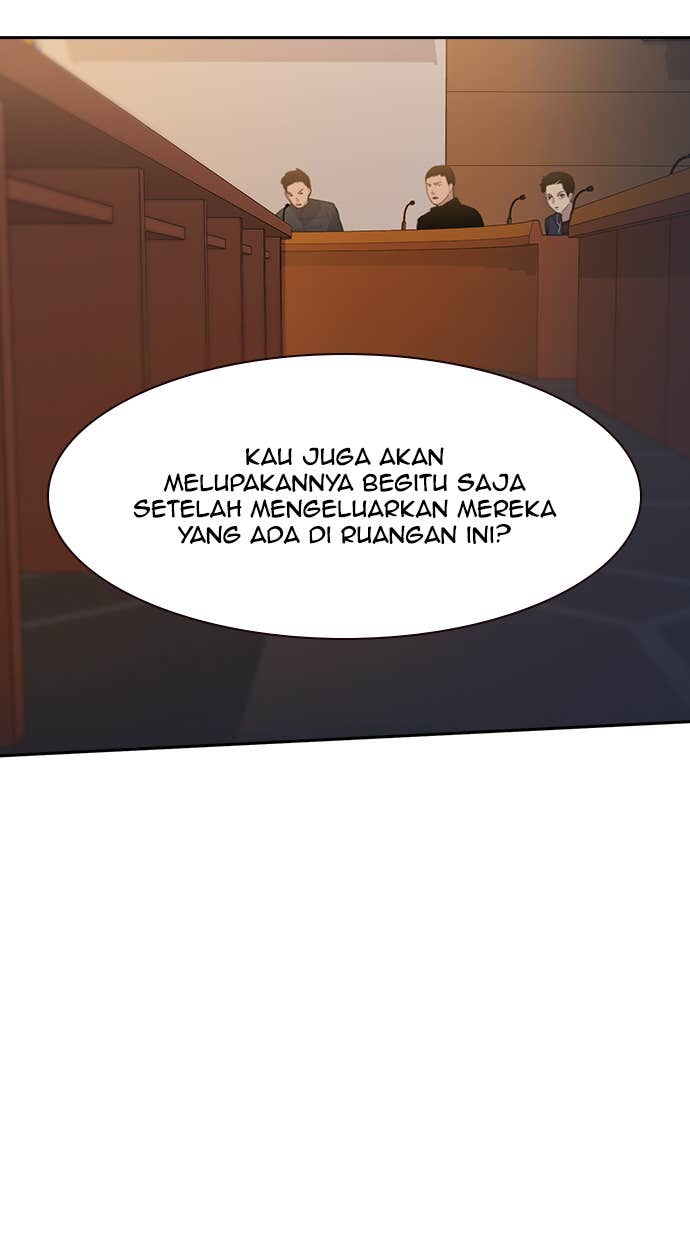 KAU JUGA AKAN
MELUPAKANNYA BEGITU SAJA
SETELAH MENGELUARKAN MEREKA
YANG ADA DI RUANGAN INI?